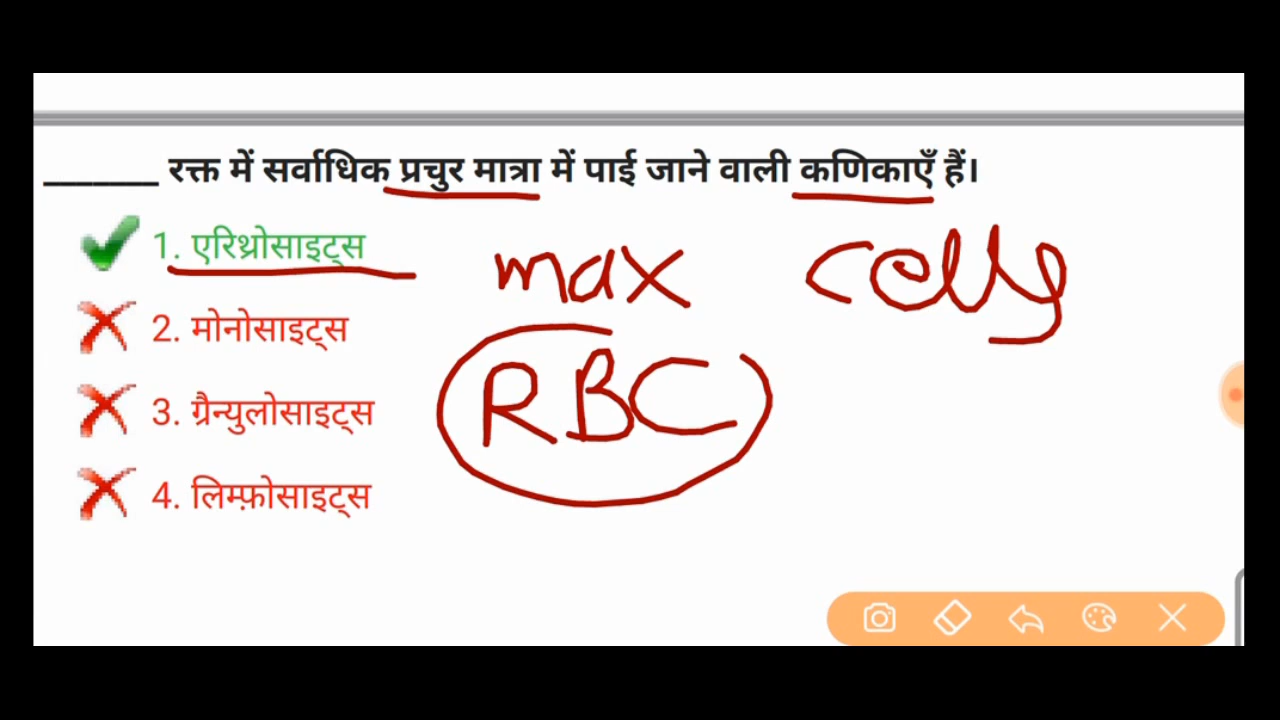 _______ रक्त में सर्वाधिक प्रचुर मात्रा में पाई जाने वाली कणिकाएँ हैं।
1. एरिथ्रोसाइट्स
max cells
2. मोनोसाइट्स
RBC
3. ग्रैन्युलोसाइट्स
4. लिम्फ़ोसाइट्स